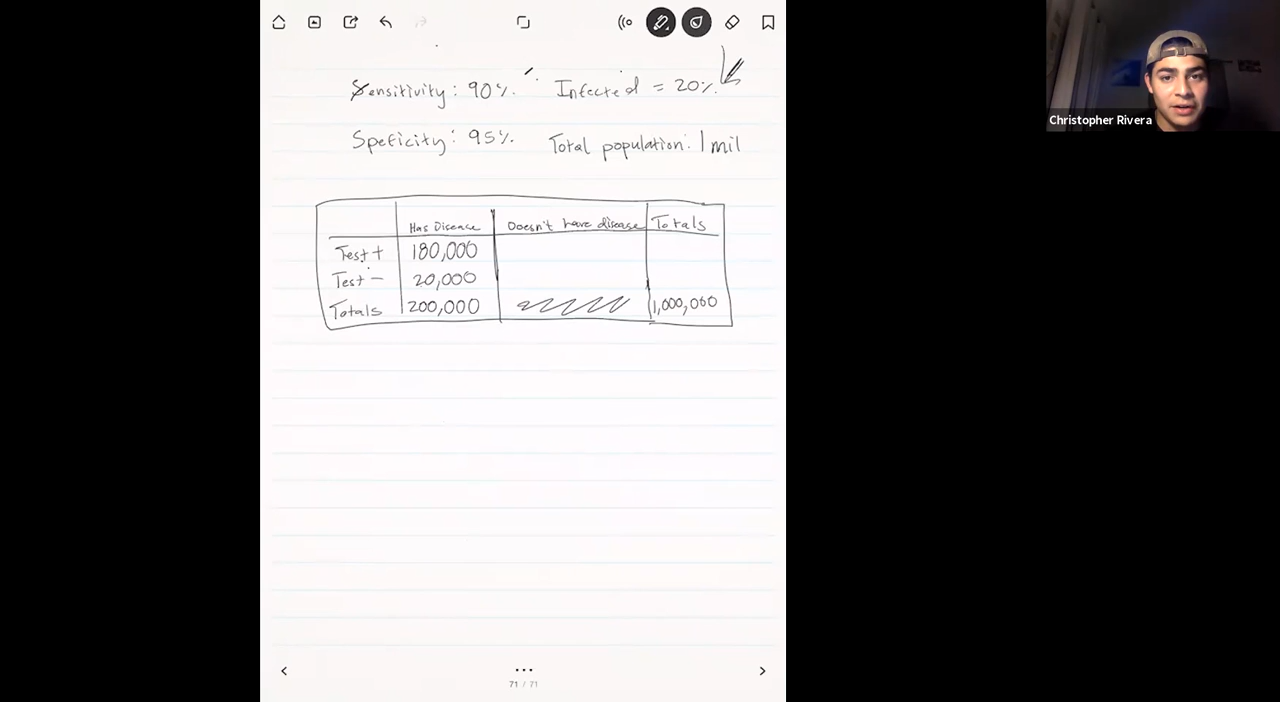 Sensitivity: 90%. Infected = 20%.
Speficity: 95% Total population: 1 mil
Has Disease Doesn't have disease Totals
Test + 180,000
Test - 20,000
Totals 200,000 1,000,000
Christopher Rivera
71 / 71